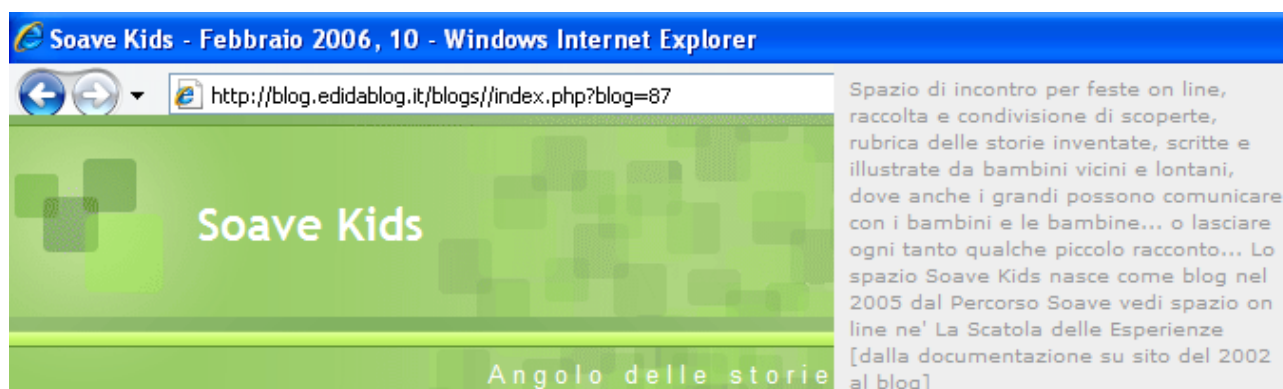 Soave Kids - Febbraio 2006, 10 - Windows Internet Explorer
http://blog.edidablog.it/blogs//index.php?blog=87
Soave Kids
Angolo delle storie
Spazio di incontro per feste on line,
raccolta e condivisione di scoperte,
rubrica delle storie inventate, scritte e
illustrate da bambini vicini e lontani,
dove anche i grandi possono comunicare
con i bambini e le bambine... o lasciare
ogni tanto qualche piccolo racconto... Lo
spazio Soave Kids nasce come blog nel
2005 dal Percorso Soave vedi spazio on
line ne' La Scatola delle Esperienze
[dalla documentazione su sito del 2002
al blog]